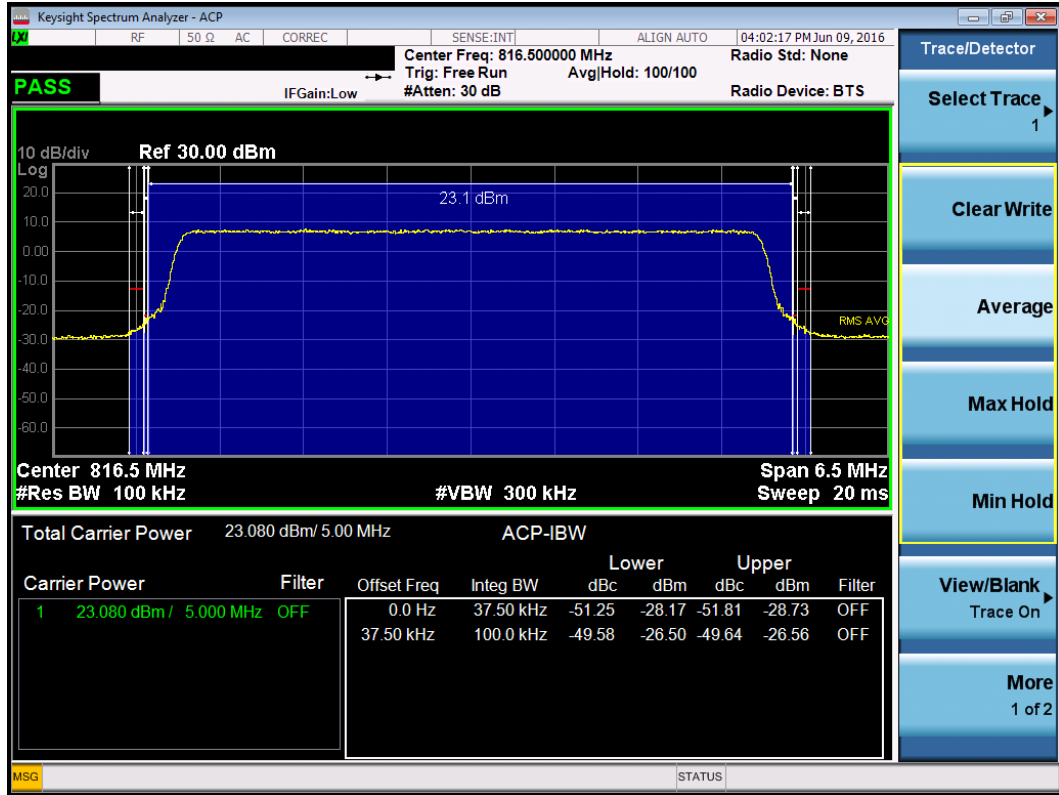 Keysight Spectrum Analyzer - ACP
LXI RF 50 Ω AC CORREC SENSE:INT ALIGN AUTO 04:02:17 PM Jun 09, 2016
Center Freq: 816.500000 MHz Radio Std: None
Trig: Free Run Avg|Hold: 100/100
PASS IFGain:Low #Atten: 30 dB Radio Device: BTS
10 dB/div Ref 30.00 dBm
Log
20.0
10.0
0.00
-10.0
-20.0
-30.0
-40.0
-50.0
-60.0
23.1 dBm
RMS AVG
Center 816.5 MHz Span 6.5 MHz
#Res BW 100 kHz #VBW 300 kHz Sweep 20 ms
Total Carrier Power 23.080 dBm/ 5.00 MHz ACP-IBW
Lower Upper
Carrier Power Filter Offset Freq Integ BW dBc dBm dBc dBm Filter
1 23.080 dBm / 5.000 MHz OFF 0.0 Hz 37.50 kHz -51.25 -28.17 -51.81 -28.73 OFF
37.50 kHz 100.0 kHz -49.58 -26.50 -49.64 -26.56 OFF
MSG STATUS
Trace/Detector
Select Trace
1
Clear Write
Average
Max Hold
Min Hold
View/Blank
Trace On
More
1 of 2